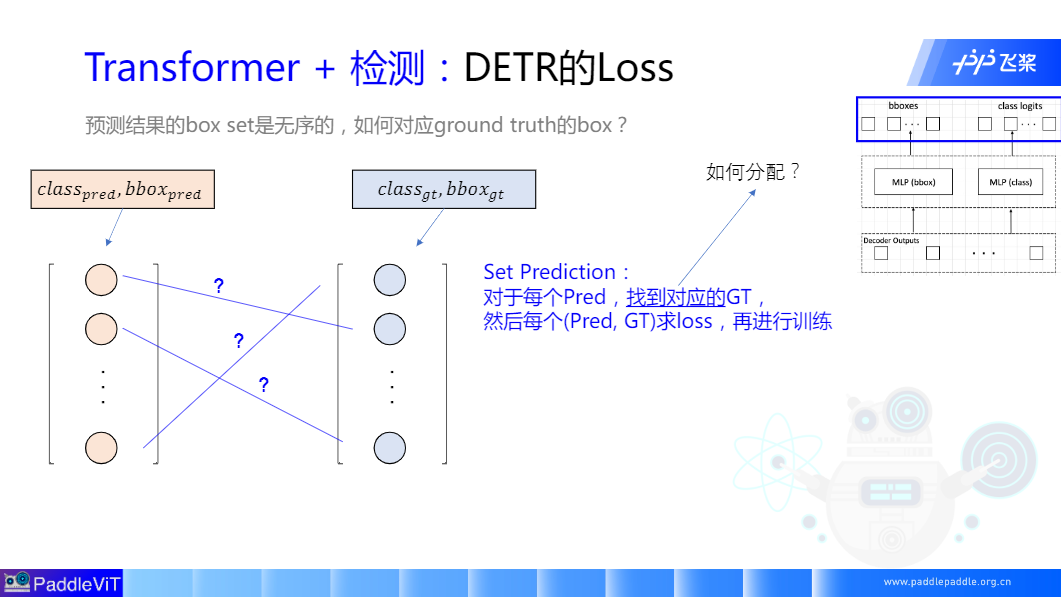 Transformer + 检测：DETR的Loss
飞桨
预测结果的box set是无序的，如何对应ground truth的box？
bboxes
class logits
. . .
. . .
MLP (bbox)
MLP (class)
Decoder Outputs
. . .
如何分配？
class_pred, bbox_pred
class_gt, bbox_gt
?
?
?
Set Prediction：
对于每个Pred，找到对应的GT，
然后每个(Pred, GT)求loss，再进行训练
PaddleViT
www.paddlepaddle.org.cn